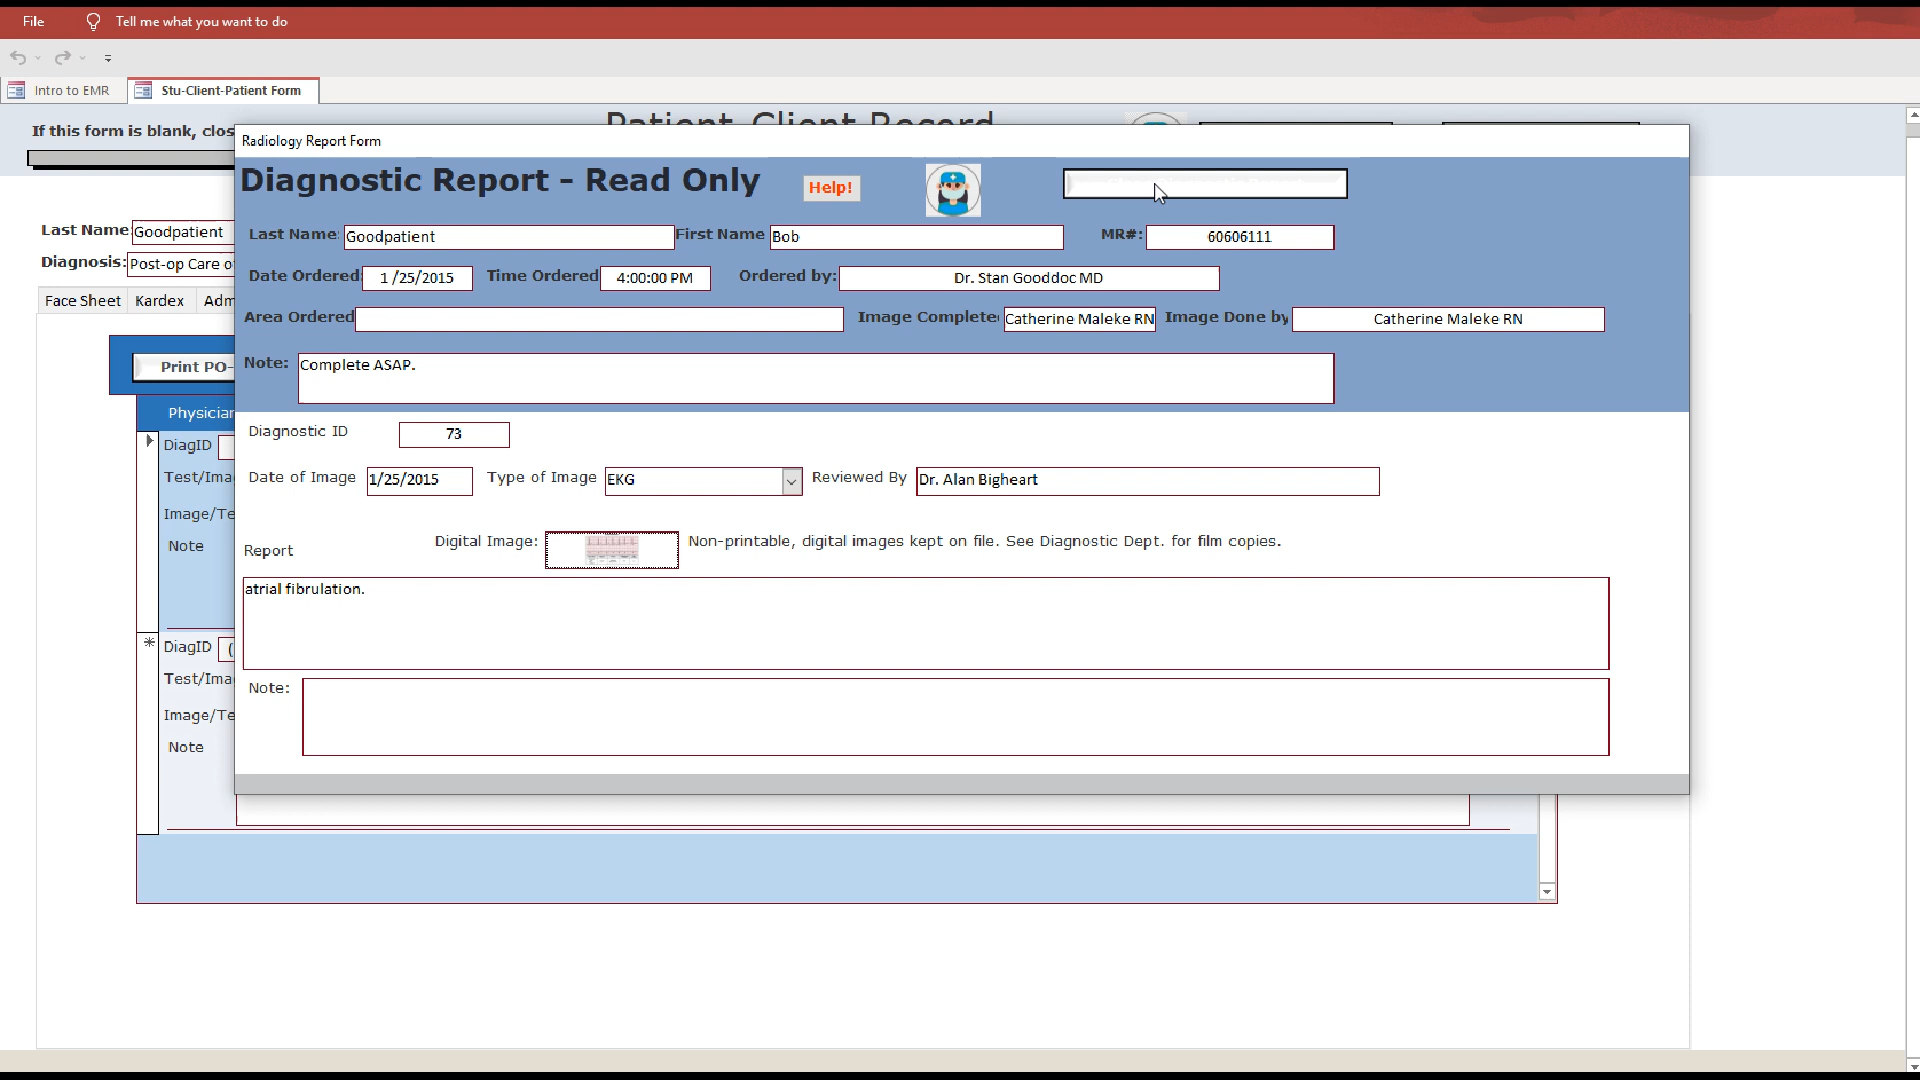 File
Tell me what you want to do
Intro to EMR
Stu-Client-Patient Form
If this form is blank, clos
Patient Client Record
Radiology Report Form
Diagnostic Report - Read Only
Help!
Last Name:
Goodpatient
First Name
Bob
MR#:
60606111
Date Ordered:
1 /25/2015
Time Ordered
4:00:00 PM
Ordered by:
Dr. Stan Gooddoc MD
Area Ordered
Image Complete
Catherine Maleke RN
Image Done by
Catherine Maleke RN
Note:
Complete ASAP.
Diagnostic ID
73
Date of Image
1/25/2015
Type of Image
EKG
Reviewed By
Dr. Alan Bigheart
Digital Image:
Non-printable, digital images kept on file. See Diagnostic Dept. for film copies.
Report
atrial fibrulation.
Note:
Last Name:
Goodpatient
Diagnosis:
Post-op Care o
Face Sheet
Kardex
Adm
Print PO-
Physician
DiagID
Test/Ima
Image/Te
Note
DiagID
(
Test/Ima
Image/Te
Note